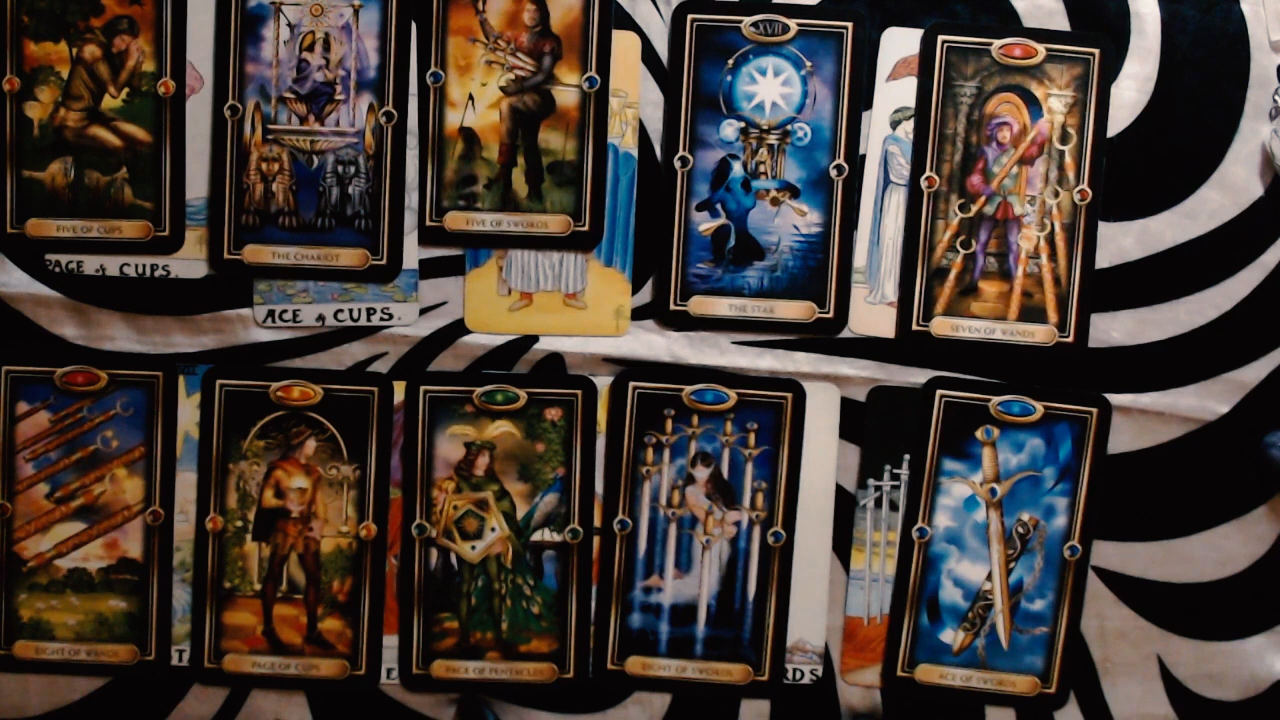 FIVE OF CUPS
PAGE of CUPS.
THE CHARIOT
ACE of CUPS.
FIVE OF SWORDS
XVII
THE STAR
SEVEN OF WANDS
EIGHT OF WANDS
T
PAGE OF CUPS
E
PAGE OF PENTACLES
EIGHT OF SWORDS
RDS
ACE OF SWORDS